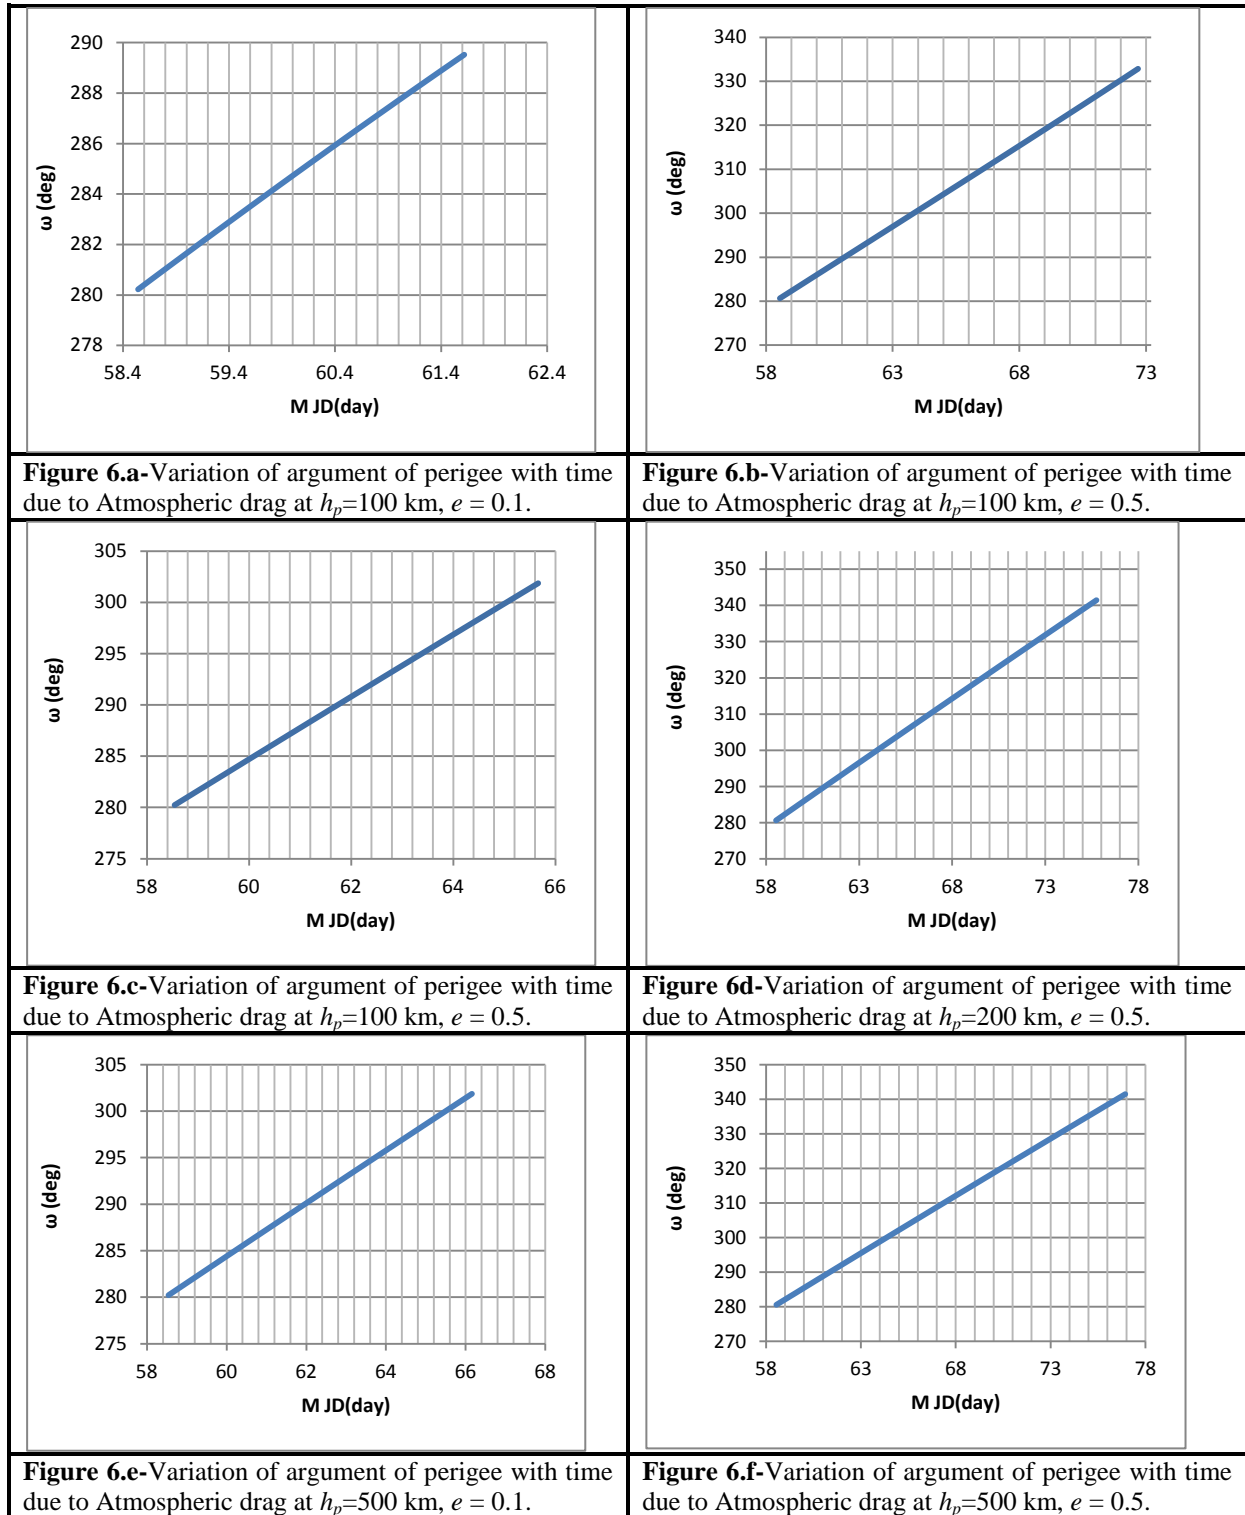 290
288
286
284
282
280
278
ω (deg)
58.4 59.4 60.4 61.4 62.4
M JD(day)
340
330
320
310
300
290
280
270
ω (deg)
58 63 68 73
M JD(day)
Figure 6.a-Variation of argument of perigee with time
due to Atmospheric drag at hp=100 km, e = 0.1.
Figure 6.b-Variation of argument of perigee with time
due to Atmospheric drag at hp=100 km, e = 0.5.
305
300
295
290
285
280
275
ω (deg)
58 60 62 64 66
M JD(day)
350
340
330
320
310
300
290
280
270
ω (deg)
58 63 68 73 78
M JD(day)
Figure 6.c-Variation of argument of perigee with time
due to Atmospheric drag at hp=100 km, e = 0.5.
Figure 6d-Variation of argument of perigee with time
due to Atmospheric drag at hp=200 km, e = 0.5.
305
300
295
290
285
280
275
ω (deg)
58 60 62 64 66 68
M JD(day)
350
340
330
320
310
300
290
280
270
ω (deg)
58 63 68 73 78
M JD(day)
Figure 6.e-Variation of argument of perigee with time
due to Atmospheric drag at hp=500 km, e = 0.1.
Figure 6.f-Variation of argument of perigee with time
due to Atmospheric drag at hp=500 km, e = 0.5.